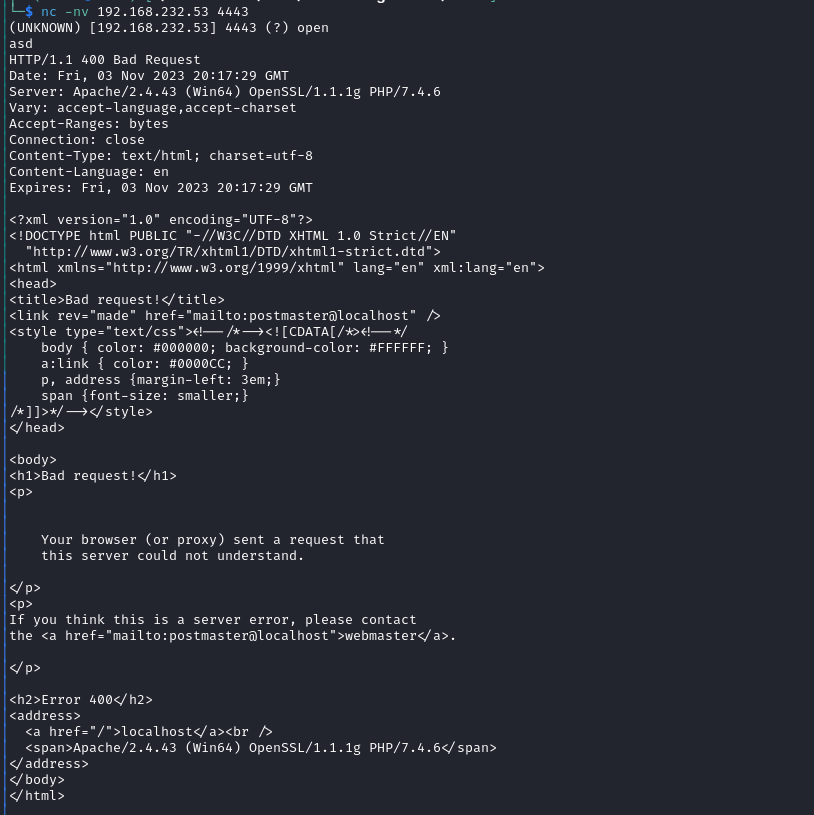 └─$ nc -nv 192.168.232.53 4443
(UNKNOWN) [192.168.232.53] 4443 (?) open
asd
HTTP/1.1 400 Bad Request
Date: Fri, 03 Nov 2023 20:17:29 GMT
Server: Apache/2.4.43 (Win64) OpenSSL/1.1.1g PHP/7.4.6
Vary: accept-language,accept-charset
Accept-Ranges: bytes
Connection: close
Content-Type: text/html; charset=utf-8
Content-Language: en
Expires: Fri, 03 Nov 2023 20:17:29 GMT

<?xml version="1.0" encoding="UTF-8"?>
<!DOCTYPE html PUBLIC "-//W3C//DTD XHTML 1.0 Strict//EN"
  "http://www.w3.org/TR/xhtml1/DTD/xhtml1-strict.dtd">
<html xmlns="http://www.w3.org/1999/xhtml" lang="en" xml:lang="en">
<head>
<title>Bad request!</title>
<link rev="made" href="mailto:postmaster@localhost" />
<style type="text/css"><!--/*--><![CDATA[/*><!--*/
    body { color: #000000; background-color: #FFFFFF; }
    a:link { color: #0000CC; }
    p, address {margin-left: 3em;}
    span {font-size: smaller;}
/*]]>*/--></style>
</head>

<body>
<h1>Bad request!</h1>
<p>


    Your browser (or proxy) sent a request that
    this server could not understand.

</p>
<p>
If you think this is a server error, please contact
the <a href="mailto:postmaster@localhost">webmaster</a>.

</p>

<h2>Error 400</h2>
<address>
  <a href="/">localhost</a><br />
  <span>Apache/2.4.43 (Win64) OpenSSL/1.1.1g PHP/7.4.6</span>
</address>
</body>
</html>